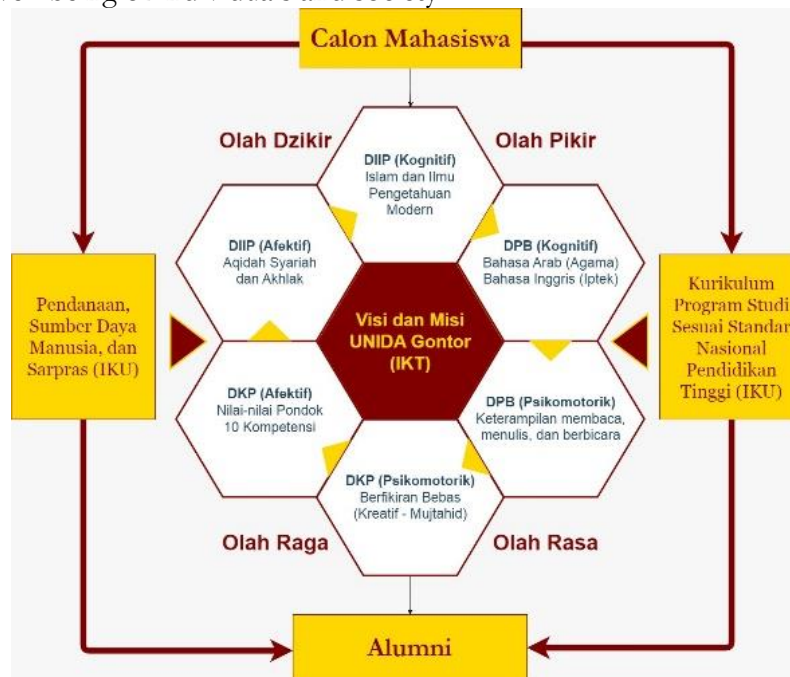 Calon Mahasiswa
Olah Dzikir
Olah Pikir
DIIP (Kognitif)
Islam dan Ilmu
Pengetahuan
Modern
DIIP (Afektif)
Aqidah Syariah
dan Akhlak
DPB (Kognitif)
Bahasa Arab (Agama)
Bahasa Inggris (Iptek)
Pendanaan,
Sumber Daya
Manusia, dan
Sarpras (IKU)
Visi dan Misi
UNIDA Gontor
(IKT)
Kurikulum
Program Studi
Sesuai Standar
Nasional
Pendidikan
Tinggi (IKU)
DKP (Afektif)
Nilai-nilai Pondok
10 Kompetensi
DPB (Psikomotorik)
Keterampilan membaca,
menulis, dan berbicara
DKP (Psikomotorik)
Berfikiran Bebas
(Kreatif - Mujtahid)
Olah Raga
Olah Rasa
Alumni